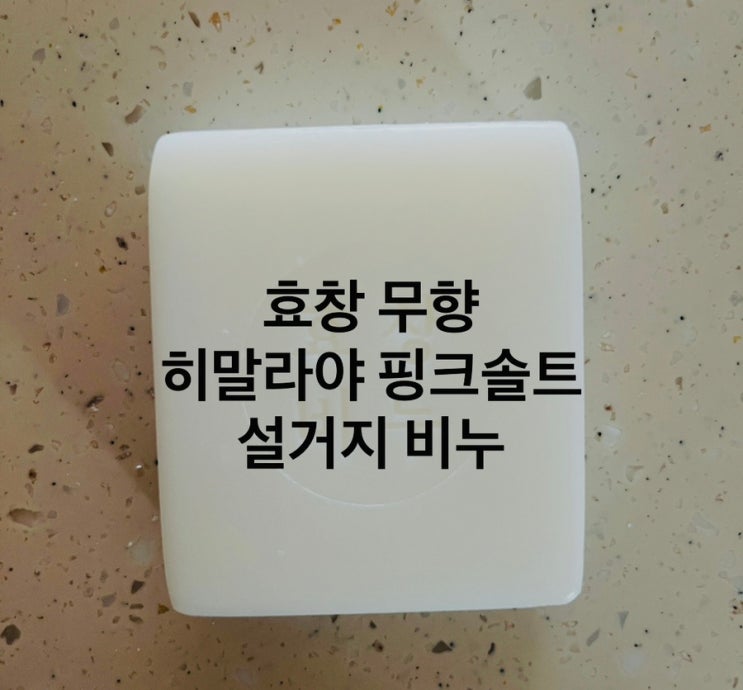 효창 무향
히말라야 핑크솔트
설거지 비누